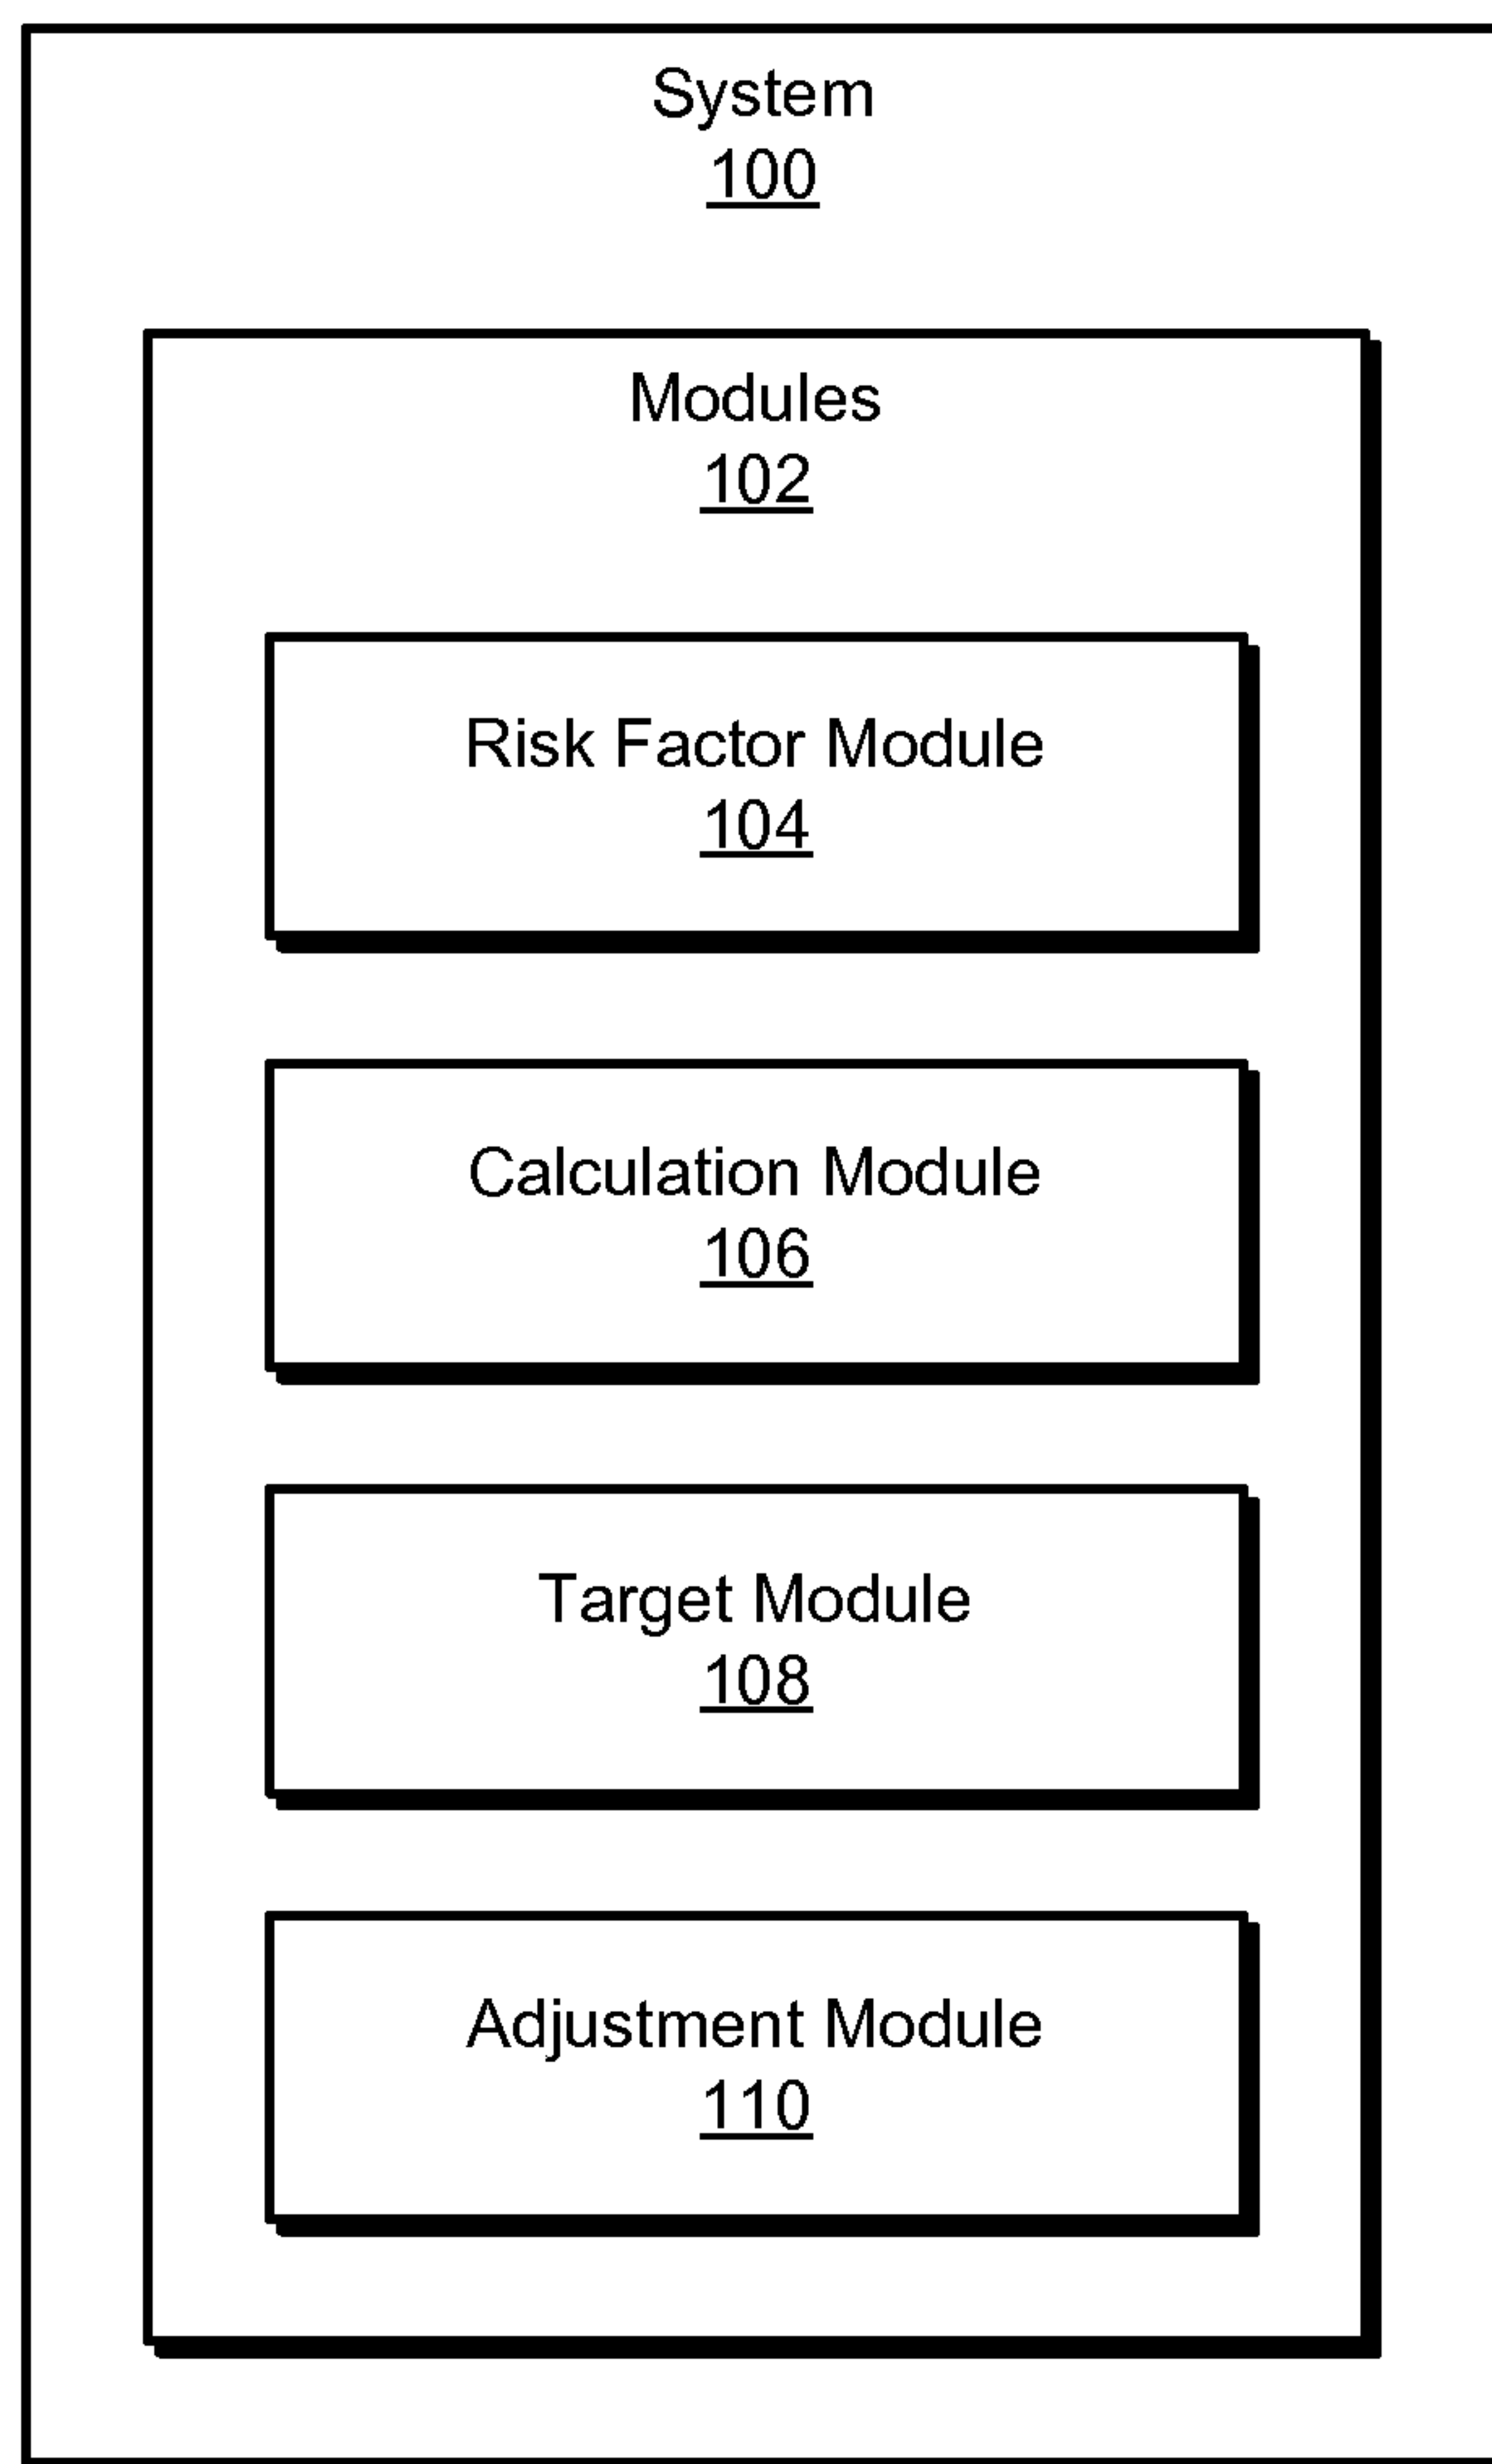 System
100
Modules
102
Risk Factor Module
104
Calculation Module
106
Target Module
108
Adjustment Module
110